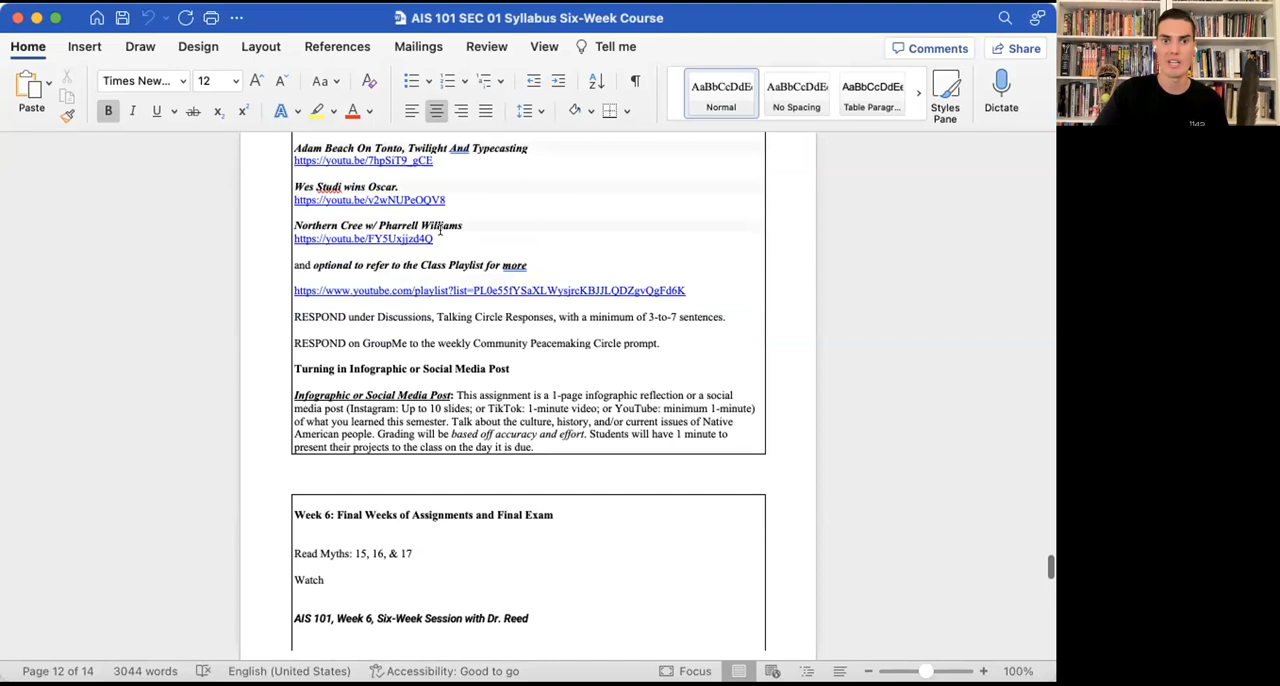 AIS 101 SEC 01 Syllabus Six-Week Course
Home Insert Draw Design Layout References Mailings Review View Tell me Comments Share
Paste Times New... 12 Aa AaBbCcDdEe AaBbCcDdEe AaBbCcDdEe Styles Pane Dictate
Normal No Spacing Table Paragr...
Adam Beach On Tonto, Twilight And Typecasting
https://youtu.be/7hpSiT9_gCE
Wes Studi wins Oscar.
https://youtu.be/v2wNUPeOQV8
Northern Cree w/ Pharrell Williams
https://youtu.be/FY5Uxjjzd4Q
and optional to refer to the Class Playlist for more
https://www.youtube.com/playlist?list=PL0e55fYSaXLWysjrcKBJJLQDZgvQgFd6K
RESPOND under Discussions, Talking Circle Responses, with a minimum of 3-to-7 sentences.
RESPOND on GroupMe to the weekly Community Peacemaking Circle prompt.
Turning in Infographic or Social Media Post
Infographic or Social Media Post: This assignment is a 1-page infographic reflection or a social
media post (Instagram: Up to 10 slides; or TikTok: 1-minute video; or YouTube: minimum 1-minute)
of what you learned this semester. Talk about the culture, history, and/or current issues of Native
American people. Grading will be based off accuracy and effort. Students will have 1 minute to
present their projects to the class on the day it is due.
Week 6: Final Weeks of Assignments and Final Exam
Read Myths: 15, 16, & 17
Watch
AIS 101, Week 6, Six-Week Session with Dr. Reed
Page 12 of 14 3044 words English (United States) Accessibility: Good to go Focus 100%